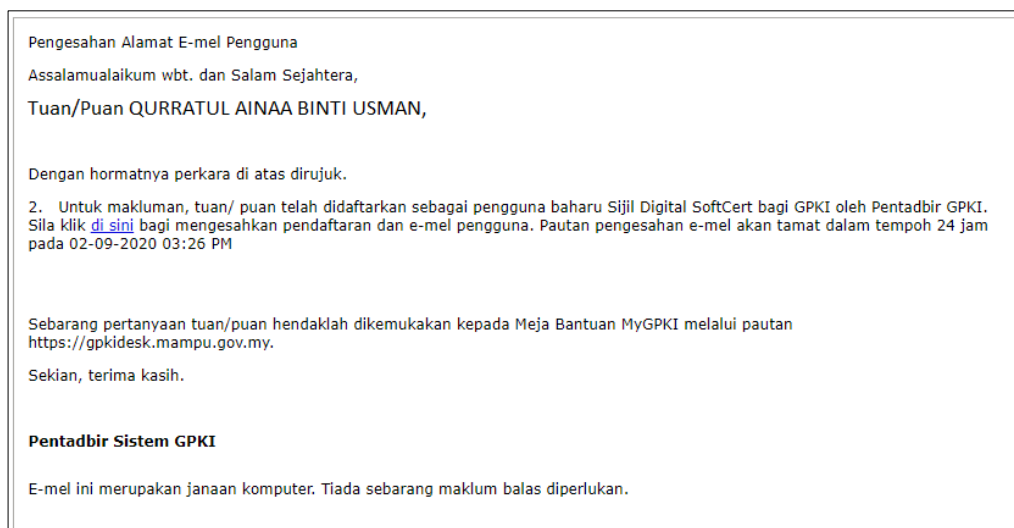 Pengesahan Alamat E-mel Pengguna
Assalamualaikum wbt. dan Salam Sejahtera,
Tuan/Puan QURRATUL AINAA BINTI USMAN,
Dengan hormatnya perkara di atas dirujuk.
2. Untuk makluman, tuan/ puan telah didaftarkan sebagai pengguna baharu Sijil Digital SoftCert bagi GPKI oleh Pentadbir GPKI.
Sila klik di sini bagi mengesahkan pendaftaran dan e-mel pengguna. Pautan pengesahan e-mel akan tamat dalam tempoh 24 jam
pada 02-09-2020 03:26 PM
Sebarang pertanyaan tuan/puan hendaklah dikemukakan kepada Meja Bantuan MyGPKI melalui pautan
https://gpkidesk.mampu.gov.my.
Sekian, terima kasih.
Pentadbir Sistem GPKI
E-mel ini merupakan janaan komputer. Tiada sebarang maklum balas diperlukan.